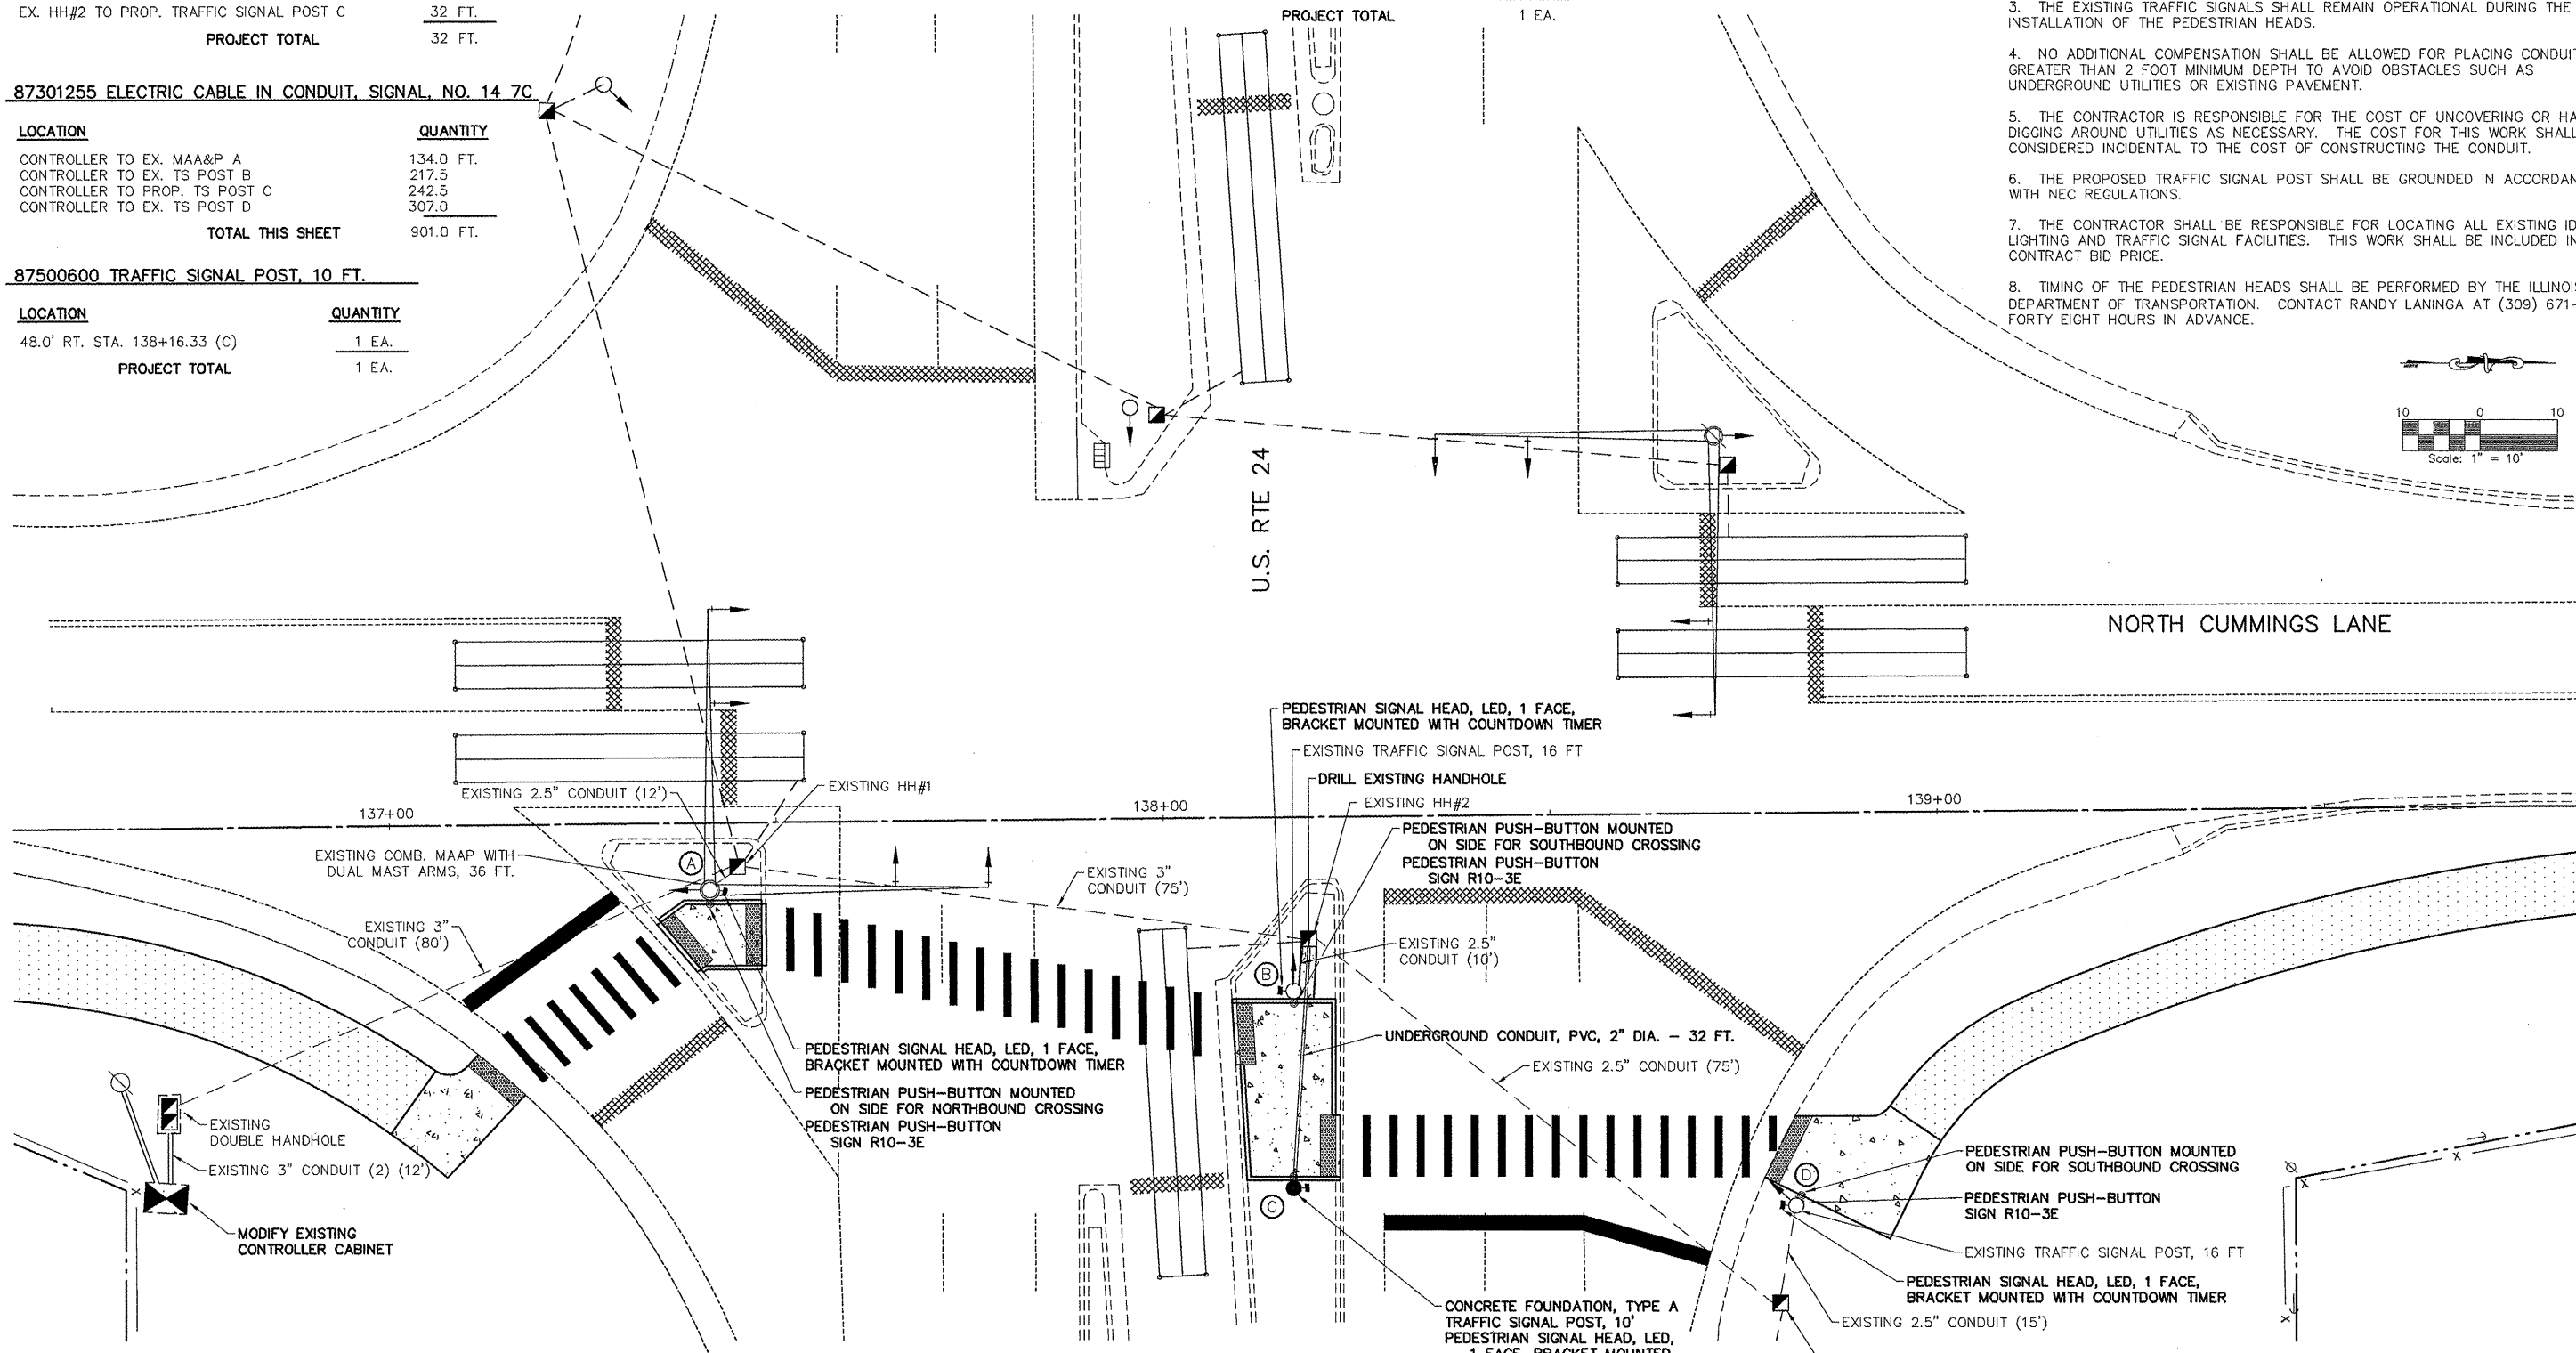 EX. HH#2 TO PROP. TRAFFIC SIGNAL POST C 32 FT.
PROJECT TOTAL 32 FT.
87301255 ELECTRIC CABLE IN CONDUIT, SIGNAL, NO. 14 7C
LOCATION QUANTITY
CONTROLLER TO EX. MAA&P A 134.0 FT.
CONTROLLER TO EX. TS POST B 217.5
CONTROLLER TO PROP. TS POST C 242.5
CONTROLLER TO EX. TS POST D 307.0
TOTAL THIS SHEET 901.0 FT.
87500600 TRAFFIC SIGNAL POST, 10 FT.
LOCATION QUANTITY
48.0' RT. STA. 138+16.33 (C) 1 EA.
PROJECT TOTAL 1 EA.
PROJECT TOTAL 1 EA.
3. THE EXISTING TRAFFIC SIGNALS SHALL REMAIN OPERATIONAL DURING THE
INSTALLATION OF THE PEDESTRIAN HEADS.
4. NO ADDITIONAL COMPENSATION SHALL BE ALLOWED FOR PLACING CONDUIT
GREATER THAN 2 FOOT MINIMUM DEPTH TO AVOID OBSTACLES SUCH AS
UNDERGROUND UTILITIES OR EXISTING PAVEMENT.
5. THE CONTRACTOR IS RESPONSIBLE FOR THE COST OF UNCOVERING OR HA
DIGGING AROUND UTILITIES AS NECESSARY. THE COST FOR THIS WORK SHALL
CONSIDERED INCIDENTAL TO THE COST OF CONSTRUCTING THE CONDUIT.
6. THE PROPOSED TRAFFIC SIGNAL POST SHALL BE GROUNDED IN ACCORDAN
WITH NEC REGULATIONS.
7. THE CONTRACTOR SHALL BE RESPONSIBLE FOR LOCATING ALL EXISTING ID
LIGHTING AND TRAFFIC SIGNAL FACILITIES. THIS WORK SHALL BE INCLUDED IN
CONTRACT BID PRICE.
8. TIMING OF THE PEDESTRIAN HEADS SHALL BE PERFORMED BY THE ILLINOIS
DEPARTMENT OF TRANSPORTATION. CONTACT RANDY LANINGA AT (309) 671-
FORTY EIGHT HOURS IN ADVANCE.
10 0 10
Scale: 1" = 10'
U.S. RTE 24
NORTH CUMMINGS LANE
PEDESTRIAN SIGNAL HEAD, LED, 1 FACE,
BRACKET MOUNTED WITH COUNTDOWN TIMER
EXISTING TRAFFIC SIGNAL POST, 16 FT
DRILL EXISTING HANDHOLE
EXISTING HH#2
PEDESTRIAN PUSH-BUTTON MOUNTED
ON SIDE FOR SOUTHBOUND CROSSING
PEDESTRIAN PUSH-BUTTON
SIGN R10-3E
137+00
138+00
139+00
EXISTING 2.5" CONDUIT (12')
EXISTING HH#1
EXISTING COMB. MAAP WITH
DUAL MAST ARMS, 36 FT.
A
EXISTING 3"
CONDUIT (75')
EXISTING 3"
CONDUIT (80')
B
EXISTING 2.5"
CONDUIT (10')
UNDERGROUND CONDUIT, PVC, 2" DIA. - 32 FT.
EXISTING 2.5" CONDUIT (75')
PEDESTRIAN SIGNAL HEAD, LED, 1 FACE,
BRACKET MOUNTED WITH COUNTDOWN TIMER
PEDESTRIAN PUSH-BUTTON MOUNTED
ON SIDE FOR NORTHBOUND CROSSING
PEDESTRIAN PUSH-BUTTON
SIGN R10-3E
EXISTING
DOUBLE HANDHOLE
EXISTING 3" CONDUIT (2) (12')
MODIFY EXISTING
CONTROLLER CABINET
C
D
PEDESTRIAN PUSH-BUTTON MOUNTED
ON SIDE FOR SOUTHBOUND CROSSING
PEDESTRIAN PUSH-BUTTON
SIGN R10-3E
EXISTING TRAFFIC SIGNAL POST, 16 FT
PEDESTRIAN SIGNAL HEAD, LED, 1 FACE,
BRACKET MOUNTED WITH COUNTDOWN TIMER
EXISTING 2.5" CONDUIT (15')
CONCRETE FOUNDATION, TYPE A
TRAFFIC SIGNAL POST, 10'
PEDESTRIAN SIGNAL HEAD, LED,
1 FACE, BRACKET MOUNTED